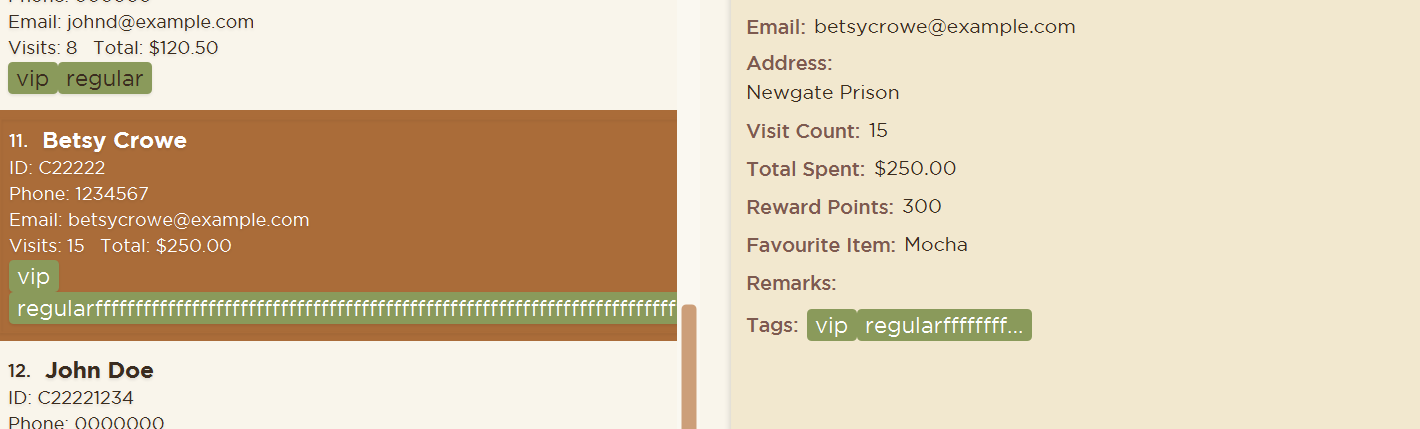 Email: johnd@example.com
Visits: 8 Total: $120.50
vip regular
11. Betsy Crowe
ID: C22222
Phone: 1234567
Email: betsycrowe@example.com
Visits: 15 Total: $250.00
vip
regularffffffffffffffffffffffffffffffffffffffffffffffffffffffffffffffffffffffff
12. John Doe
ID: C22221234
Phone: 0000000
Email: betsycrowe@example.com
Address:
Newgate Prison
Visit Count: 15
Total Spent: $250.00
Reward Points: 300
Favourite Item: Mocha
Remarks:
Tags: vip regularffffffff...